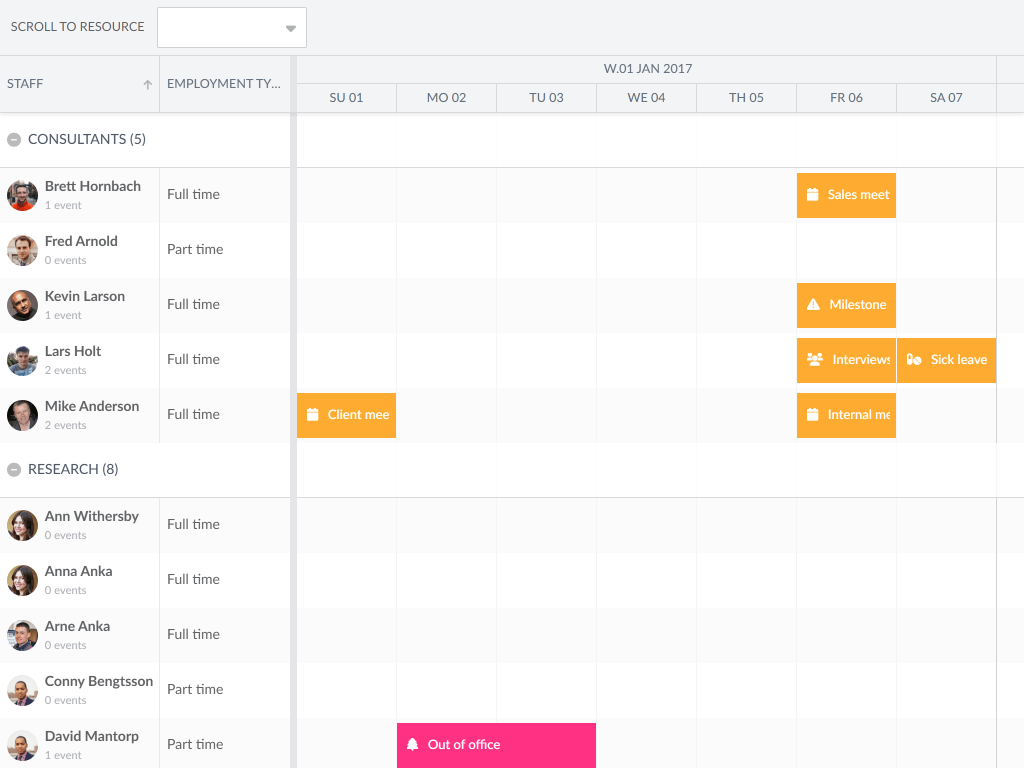 SCROLL TO RESOURCE
STAFF
EMPLOYMENT TY...
W.01 JAN 2017
SU 01
MO 02
TU 03
WE 04
TH 05
FR 06
SA 07
CONSULTANTS (5)
Brett Hornbach
1 event
Full time
Sales meet
Fred Arnold
0 events
Part time
Kevin Larson
1 event
Full time
Milestone
Lars Holt
2 events
Full time
Interviews
Sick leave
Mike Anderson
2 events
Full time
Client mee
Internal me
RESEARCH (8)
Ann Withersby
0 events
Full time
Anna Anka
0 events
Full time
Arne Anka
0 events
Full time
Conny Bengtsson
0 events
Part time
David Mantorp
1 event
Part time
Out of office